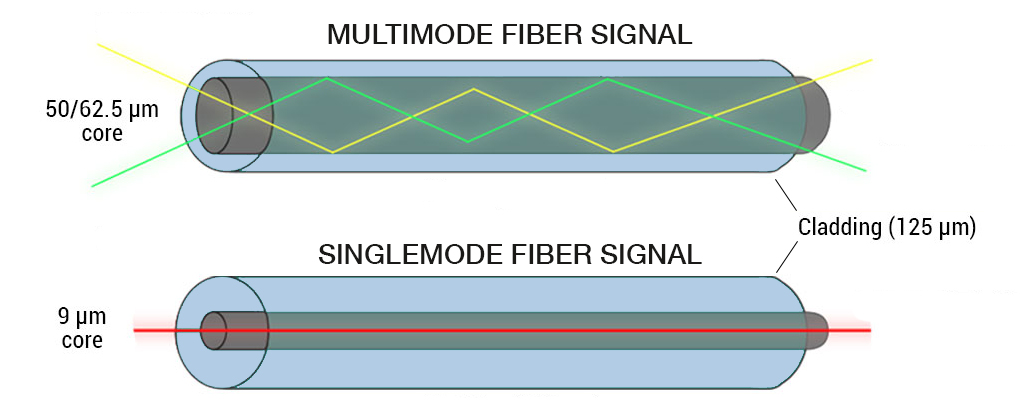 MULTIMODE FIBER SIGNAL
50/62.5 µm
core
Cladding (125 µm)
SINGLEMODE FIBER SIGNAL
9 µm
core